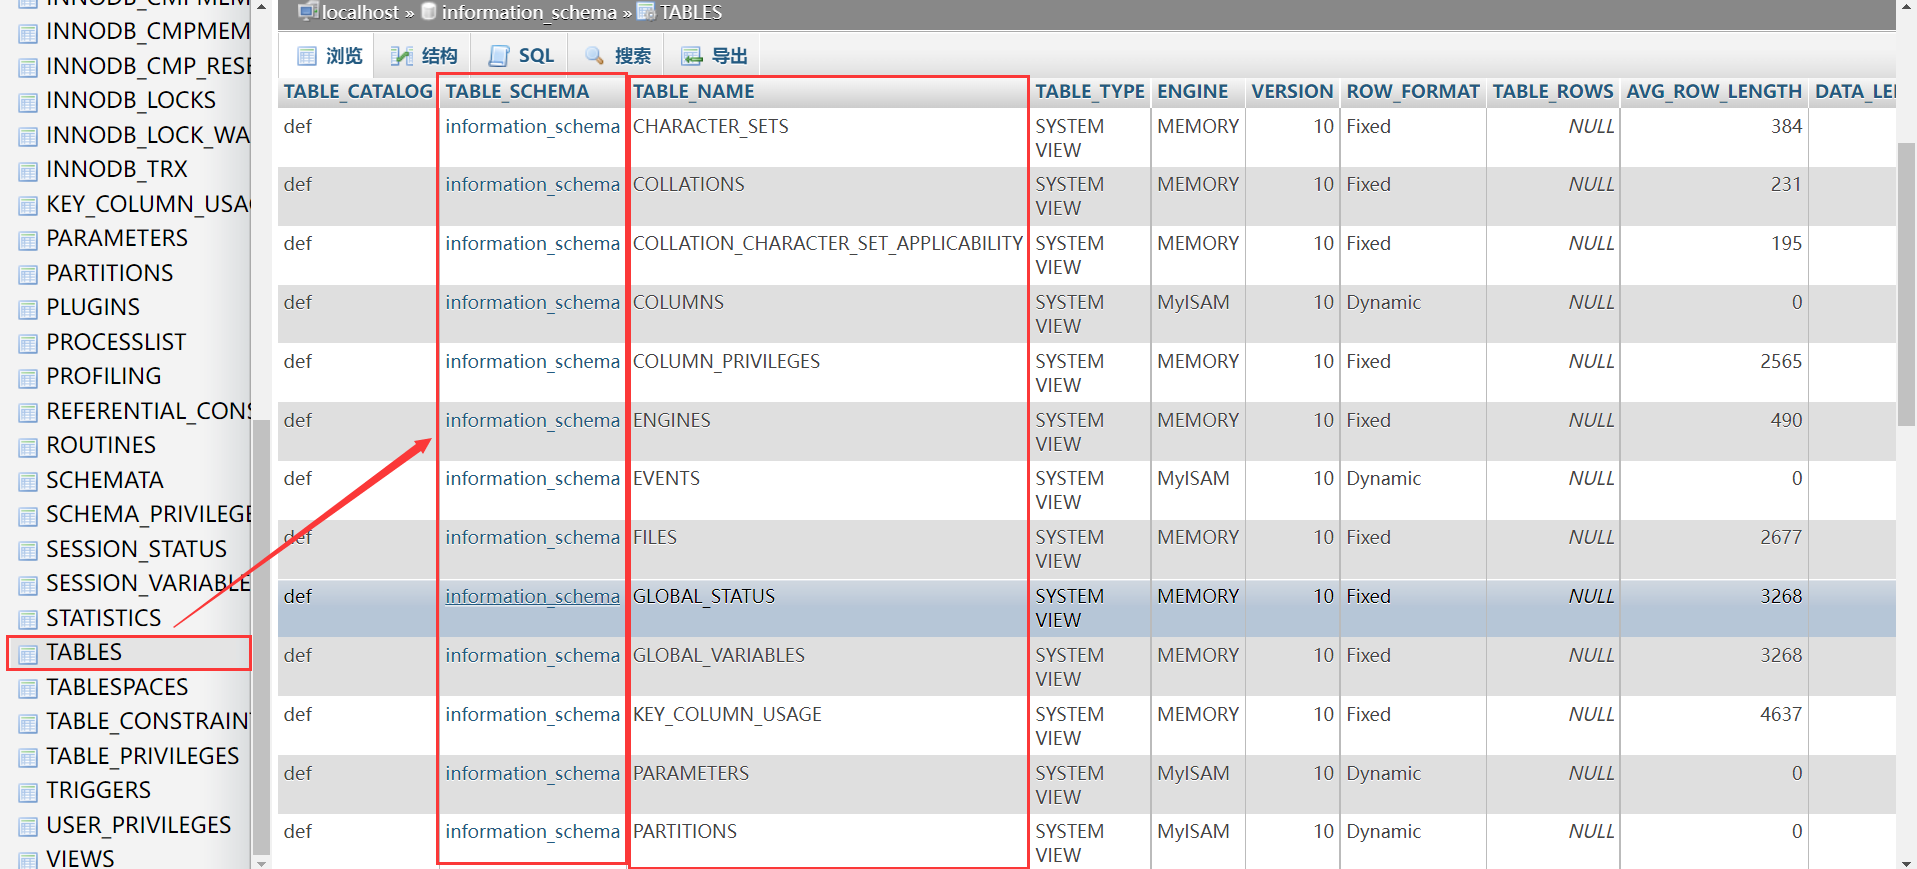 INNODB_CMPMEM
INNODB_CMPMEM
INNODB_CMP_RESE
INNODB_LOCKS
INNODB_LOCK_WA
INNODB_TRX
KEY_COLUMN_USAG
PARAMETERS
PARTITIONS
PLUGINS
PROCESSLIST
PROFILING
REFERENTIAL_CONS
ROUTINES
SCHEMATA
SCHEMA_PRIVILEGE
SESSION_STATUS
SESSION_VARIABLE
STATISTICS
TABLES
TABLESPACES
TABLE_CONSTRAIN
TABLE_PRIVILEGES
TRIGGERS
USER_PRIVILEGES
VIEWS
localhost » information_schema » TABLES
浏览 结构 SQL 搜索 导出
TABLE_CATALOG TABLE_SCHEMA TABLE_NAME TABLE_TYPE ENGINE VERSION ROW_FORMAT TABLE_ROWS AVG_ROW_LENGTH DATA_LEN
def information_schema CHARACTER_SETS SYSTEM MEMORY 10 Fixed NULL 384
VIEW
def information_schema COLLATIONS SYSTEM MEMORY 10 Fixed NULL 231
VIEW
def information_schema COLLATION_CHARACTER_SET_APPLICABILITY SYSTEM MEMORY 10 Fixed NULL 195
VIEW
def information_schema COLUMNS SYSTEM MyISAM 10 Dynamic NULL 0
VIEW
def information_schema COLUMN_PRIVILEGES SYSTEM MEMORY 10 Fixed NULL 2565
VIEW
def information_schema ENGINES SYSTEM MEMORY 10 Fixed NULL 490
VIEW
def information_schema EVENTS SYSTEM MyISAM 10 Dynamic NULL 0
VIEW
def information_schema FILES SYSTEM MEMORY 10 Fixed NULL 2677
VIEW
def information_schema GLOBAL_STATUS SYSTEM MEMORY 10 Fixed NULL 3268
VIEW
def information_schema GLOBAL_VARIABLES SYSTEM MEMORY 10 Fixed NULL 3268
VIEW
def information_schema KEY_COLUMN_USAGE SYSTEM MEMORY 10 Fixed NULL 4637
VIEW
def information_schema PARAMETERS SYSTEM MyISAM 10 Dynamic NULL 0
VIEW
def information_schema PARTITIONS SYSTEM MyISAM 10 Dynamic NULL 0
VIEW